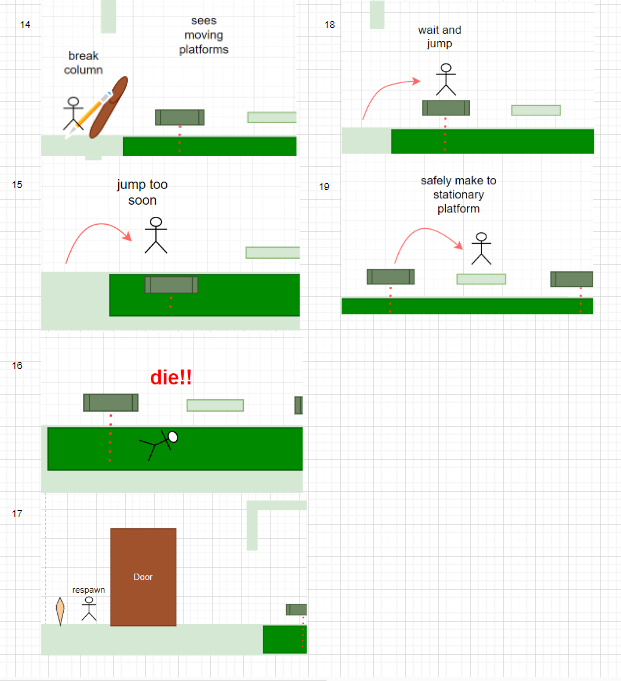 14
break
column
sees
moving
platforms
15
jump too
soon
16
die!!
17
Door
respawn
18
wait and
jump
19
safely make to
stationary
platform